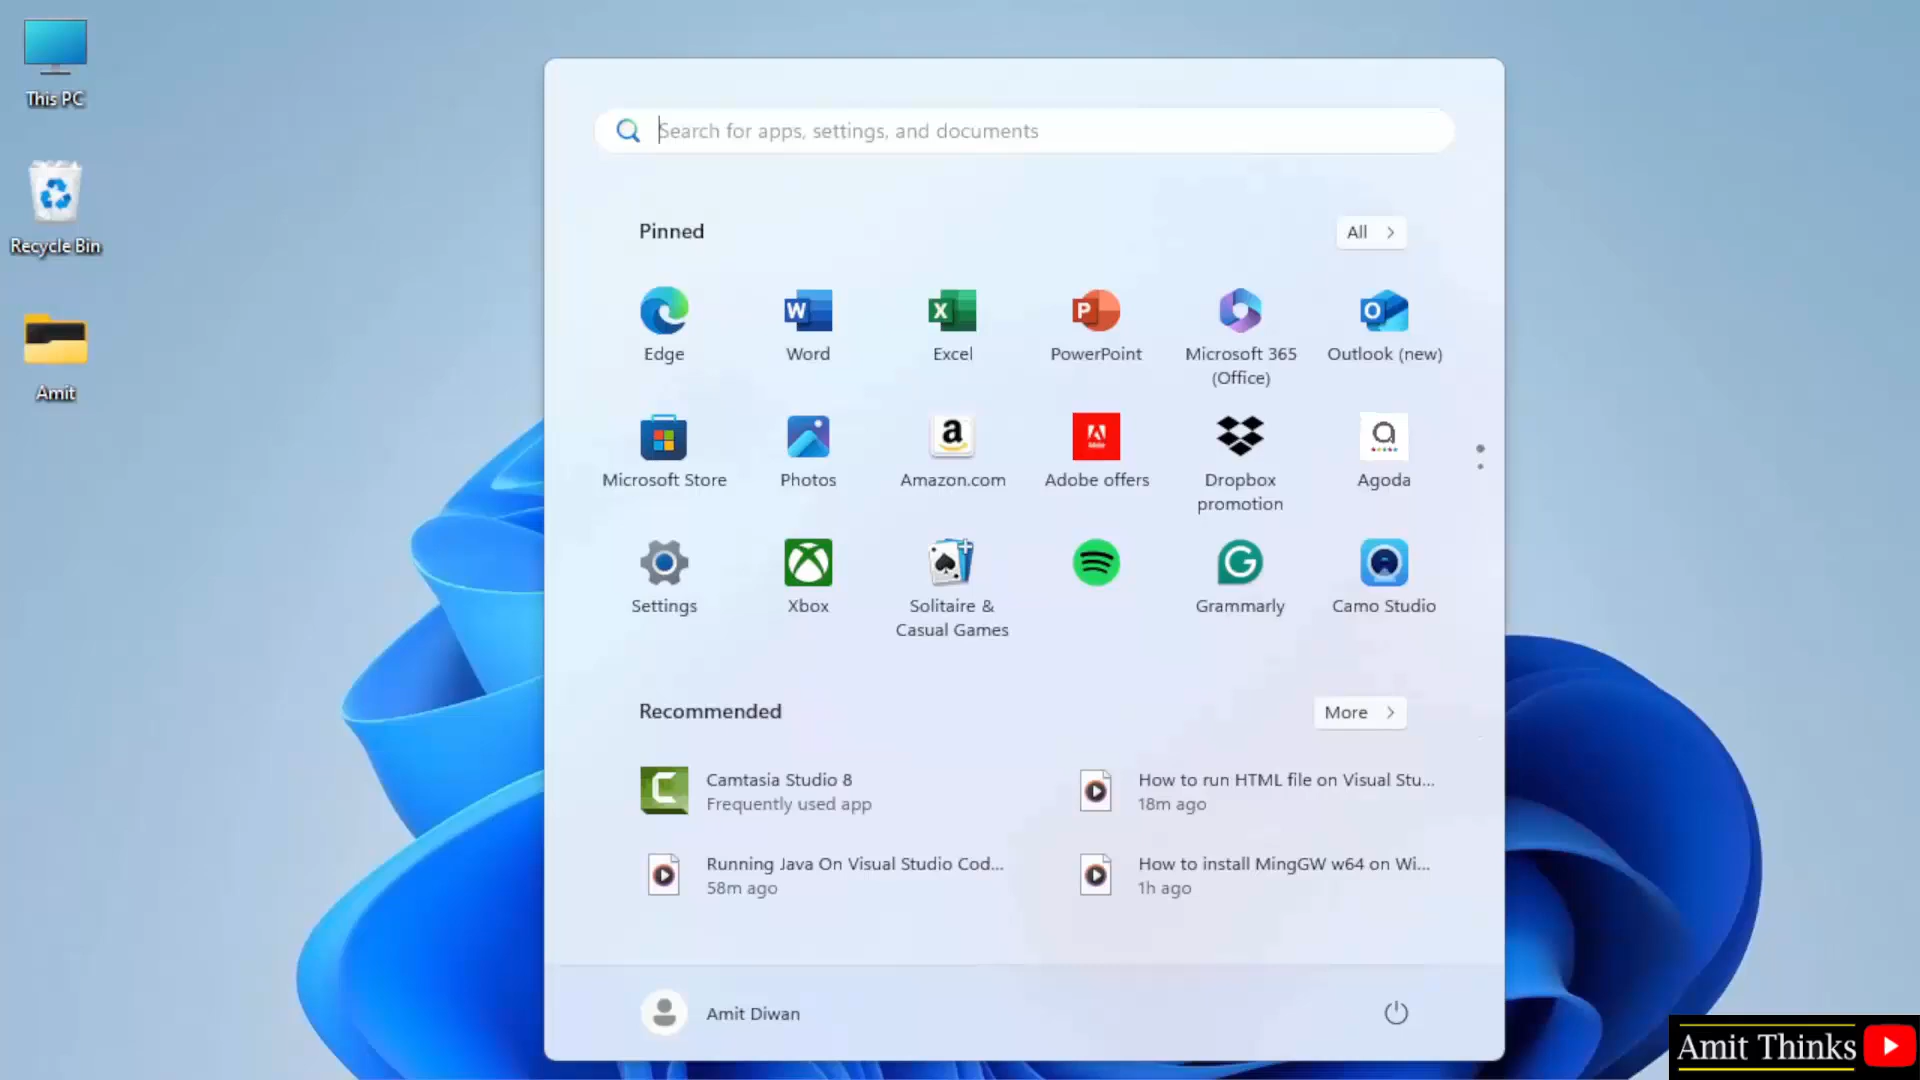 This PC
Recycle Bin
Amit
Search for apps, settings, and documents
Pinned
All
Edge
Word
Excel
PowerPoint
Microsoft 365
(Office)
Outlook (new)
Microsoft Store
Photos
Amazon.com
Adobe offers
Dropbox
promotion
Agoda
Settings
Xbox
Solitaire &
Casual Games
Grammarly
Camo Studio
Recommended
More
Camtasia Studio 8
Frequently used app
How to run HTML file on Visual Stu...
18m ago
Running Java On Visual Studio Cod...
58m ago
How to install MingGW w64 on Wi...
1h ago
Amit Diwan
Amit Thinks